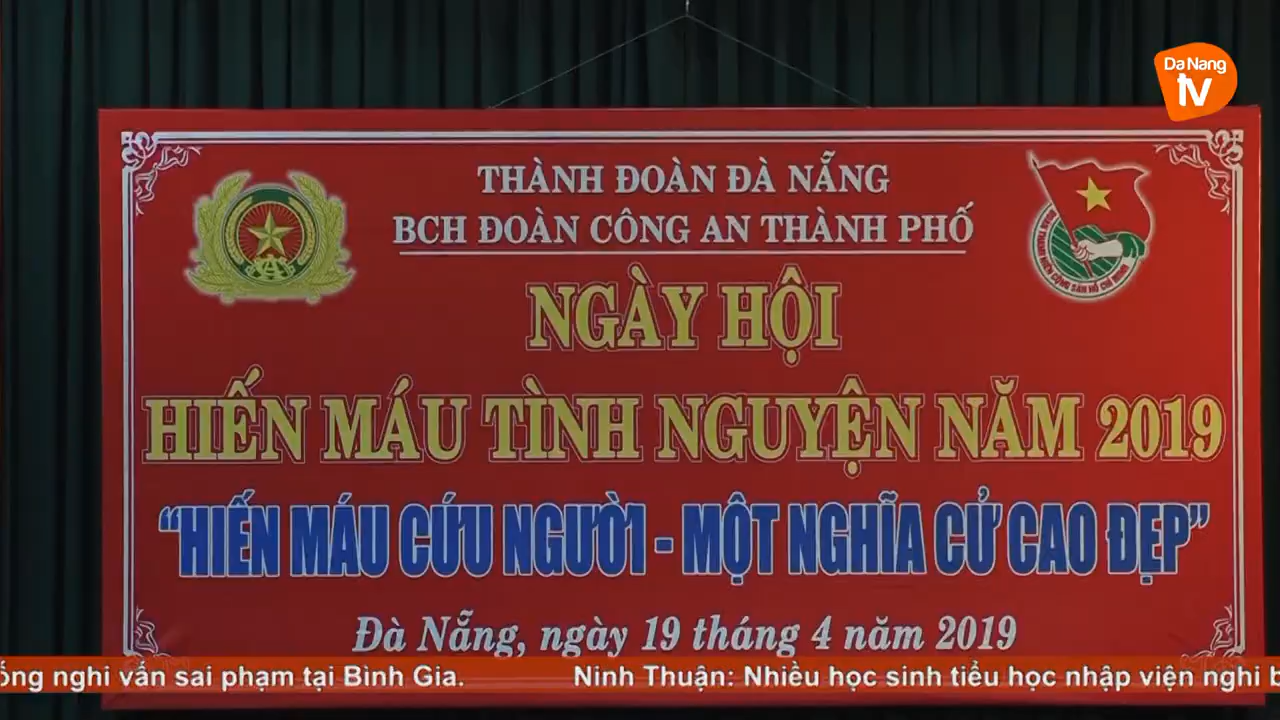 Da Nang
tv
THÀNH ĐOÀN ĐÀ NẴNG
BCH ĐOÀN CÔNG AN THÀNH PHỐ
NGÀY HỘI
HIẾN MÁU TÌNH NGUYỆN NĂM 2019
“HIẾN MÁU CỨU NGƯỜI - MỘT NGHĨA CỬ CAO ĐẸP”
Đà Nẵng, ngày 19 tháng 4 năm 2019
nghi vấn sai phạm tại Bình Gia. Ninh Thuận: Nhiều học sinh tiểu học nhập viện nghi